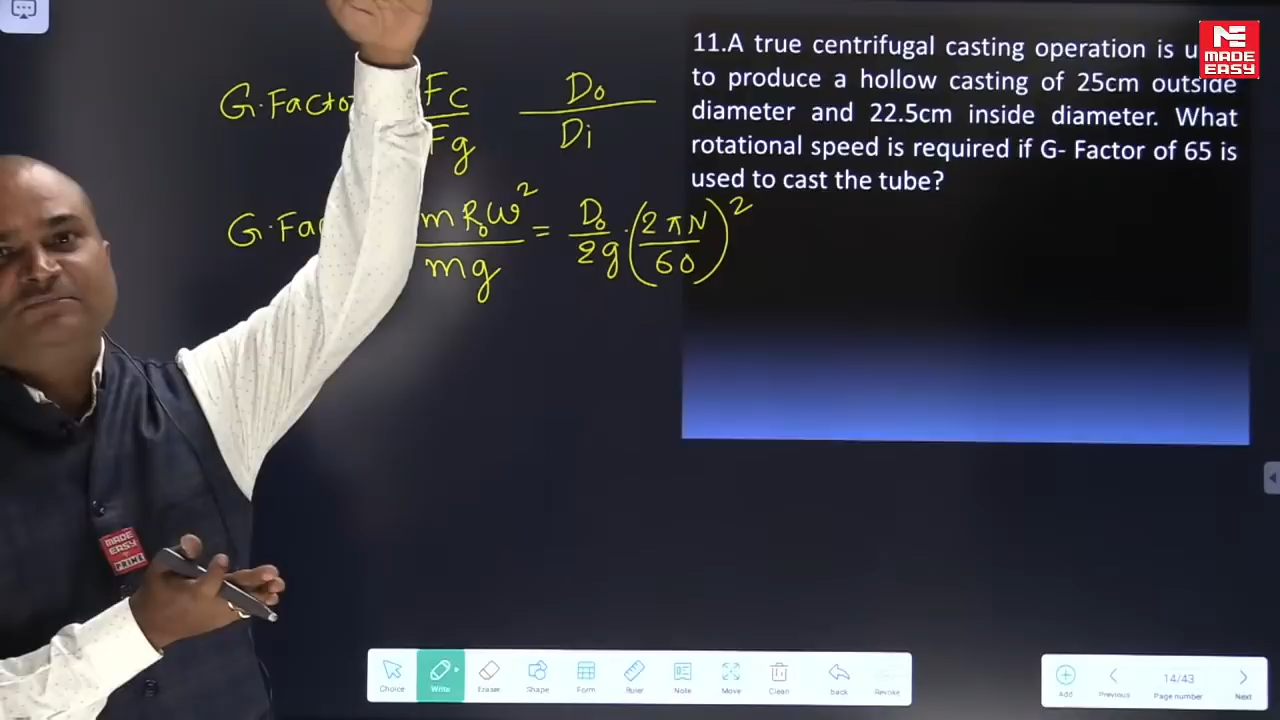 11.A true centrifugal casting operation is
to produce a hollow casting of 25cm outside
diameter and 22.5cm inside diameter. What
rotational speed is required if G- Factor of 65 is
used to cast the tube?
MADE
EASY
G.Facto Fc/Fg Do/Di
G.Fac mRoω²/mg = Do/2g . (2πN/60)²
MADE
EASY
PRIME
Choice
Write
Eraser
Shape
Form
Ruler
Note
Move
Clean
back
Revoke
Add
Previous
14/43
Page number
Next